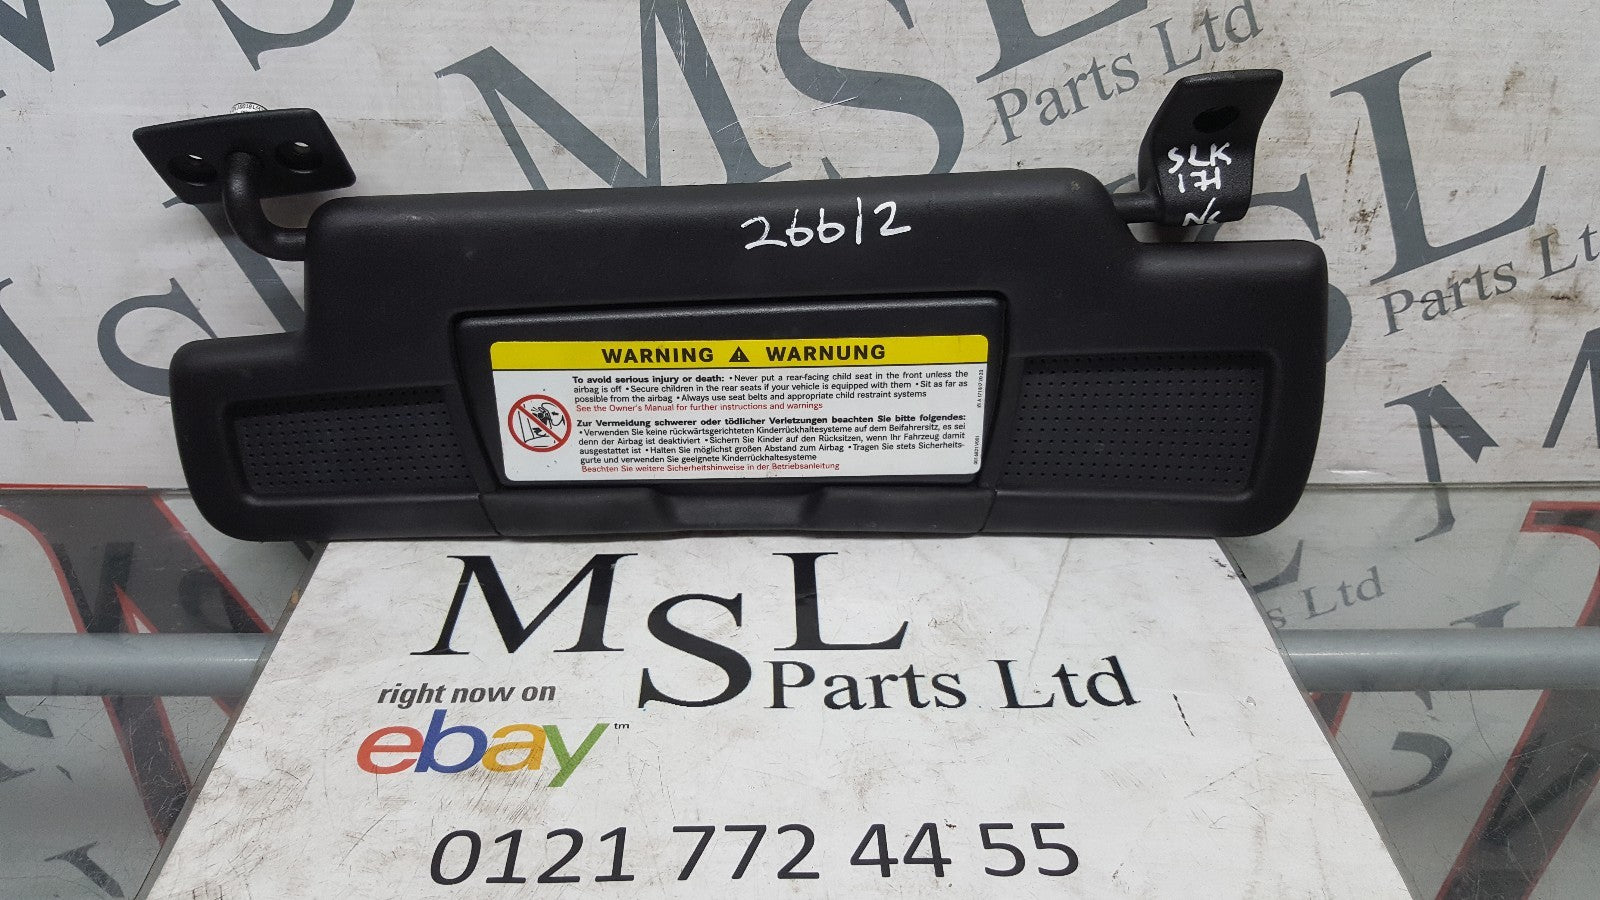 MSL
Parts Ltd
Parts Ltd
SLK
171
N/S
26612
WARNING WARNUNG
To avoid serious injury or death: • Never put a rear-facing child seat in the front unless the
airbag is off • Secure children in the rear seats if your vehicle is equipped with them • Sit as far as
possible from the airbag • Always use seat belts and appropriate child restraint systems
See the Owner's Manual for further instructions and warnings
Zur Vermeidung schwerer oder tödlicher Verletzungen beachten Sie bitte folgendes:
• Verwenden Sie keine rückwärtsgerichteten Kinderrückhaltesysteme auf dem Beifahrersitz, es sei
denn der Airbag ist deaktiviert • Sichern Sie Kinder auf den Rücksitzen, wenn Ihr Fahrzeug damit
ausgestattet ist • Halten Sie möglichst großen Abstand zum Airbag • Tragen Sie stets Sicherheits-
gurte und verwenden Sie geeignete Kinderrückhaltesysteme
Beachten Sie weitere Sicherheitshinweise in der Betriebsanleitung
MSL
Parts Ltd
right now on
ebay™
0121 772 44 55
s Ltd